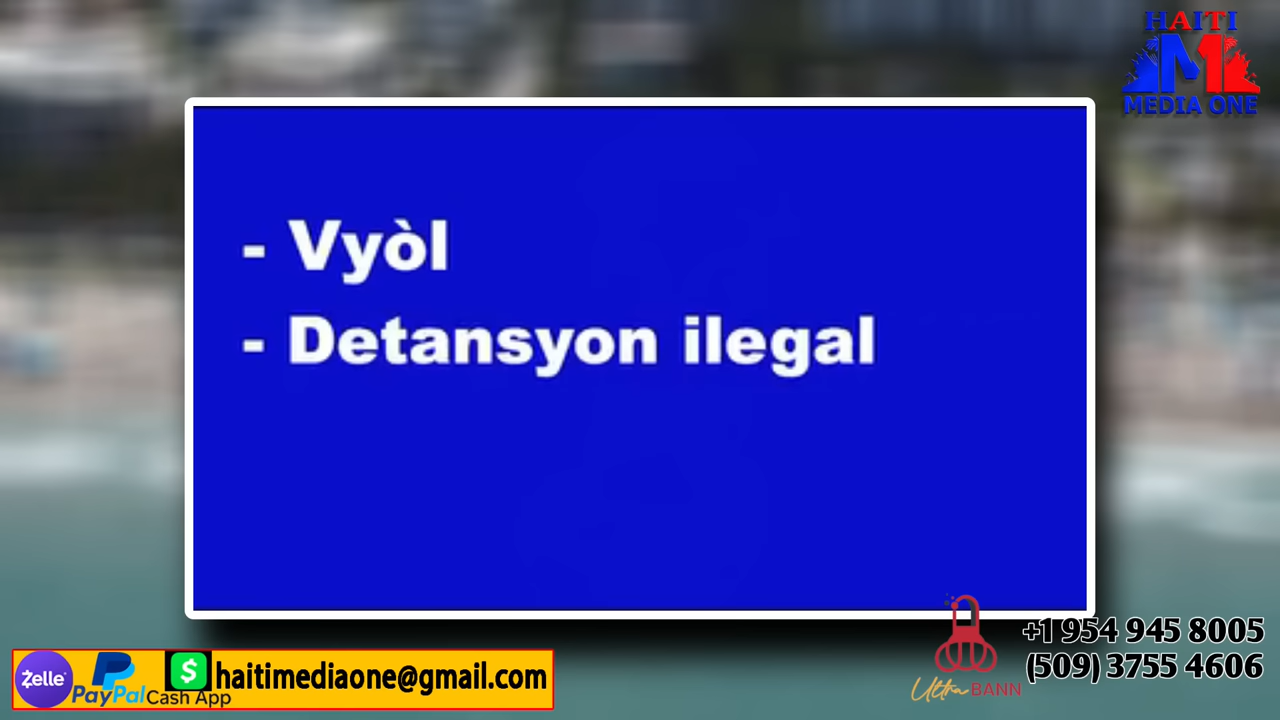 HAITI
M1
MEDIA ONE
- Vyòl
- Detansyon ilegal
Zelle
PayPal
Cash App
haitimediaone@gmail.com
Ultra BANN
+1 954 945 8005
(509) 3755 4606